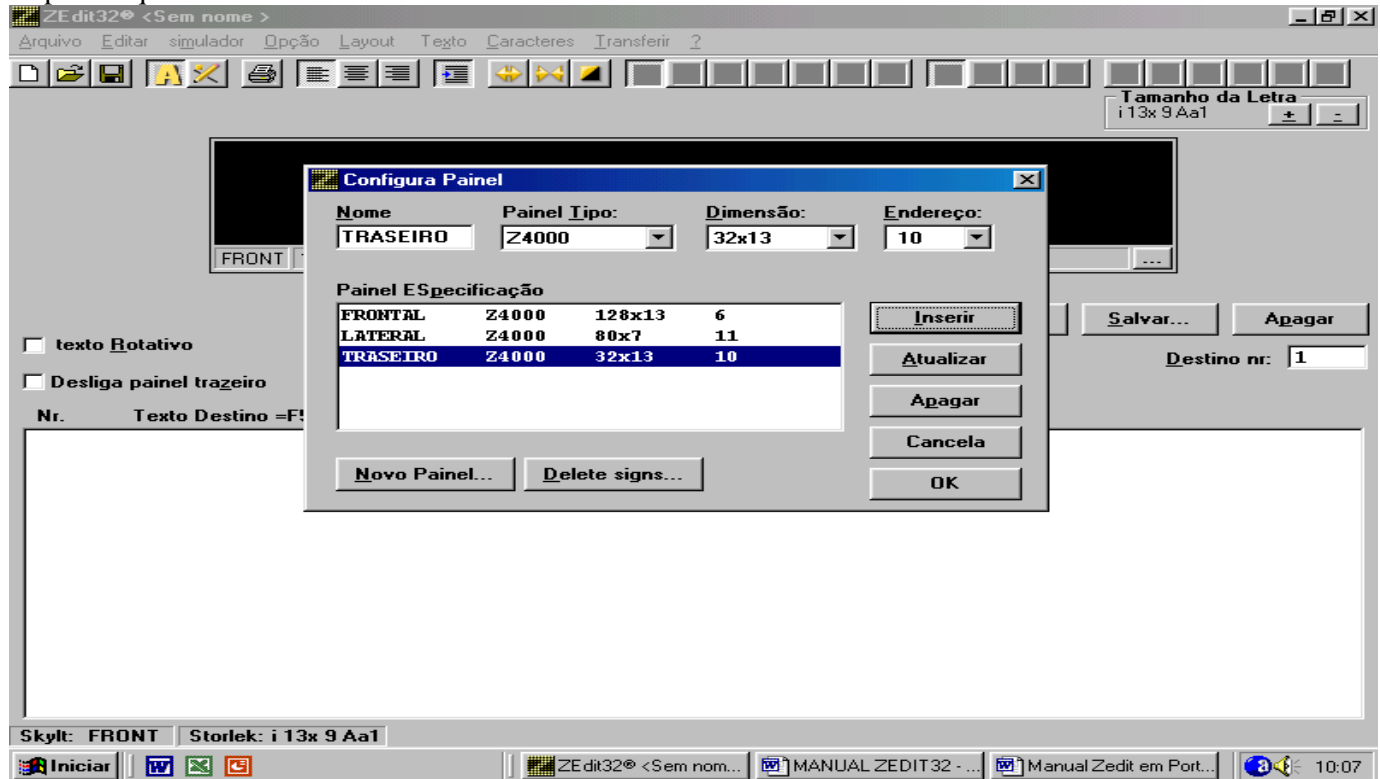 ZEdit32® <Sem nome >
Arquivo Editar simulador Opção Layout Texto Caracteres Transferir ?
Tamanho da Letra
i 13x 9 Aa1 + -
Configura Painel
Nome Painel Tipo: Dimensão: Endereço:
TRASEIRO Z4000 32x13 10
FRONT ...
Painel ESpecificação
FRONTAL Z4000 128x13 6
LATERAL Z4000 80x7 11
TRASEIRO Z4000 32x13 10
Inserir
Atualizar
Apagar
Cancela
OK
Novo Painel... Delete signs...
Salvar... Apagar
texto Rotativo
Destino nr: 1
Desliga painel trazeiro
Nr. Texto Destino
Skylt: FRONT Storlek: i 13x 9 Aa1
Iniciar ZEdit32® <Sem nom... MANUAL ZEDIT32 - ... Manual Zedit em Port... 10:07